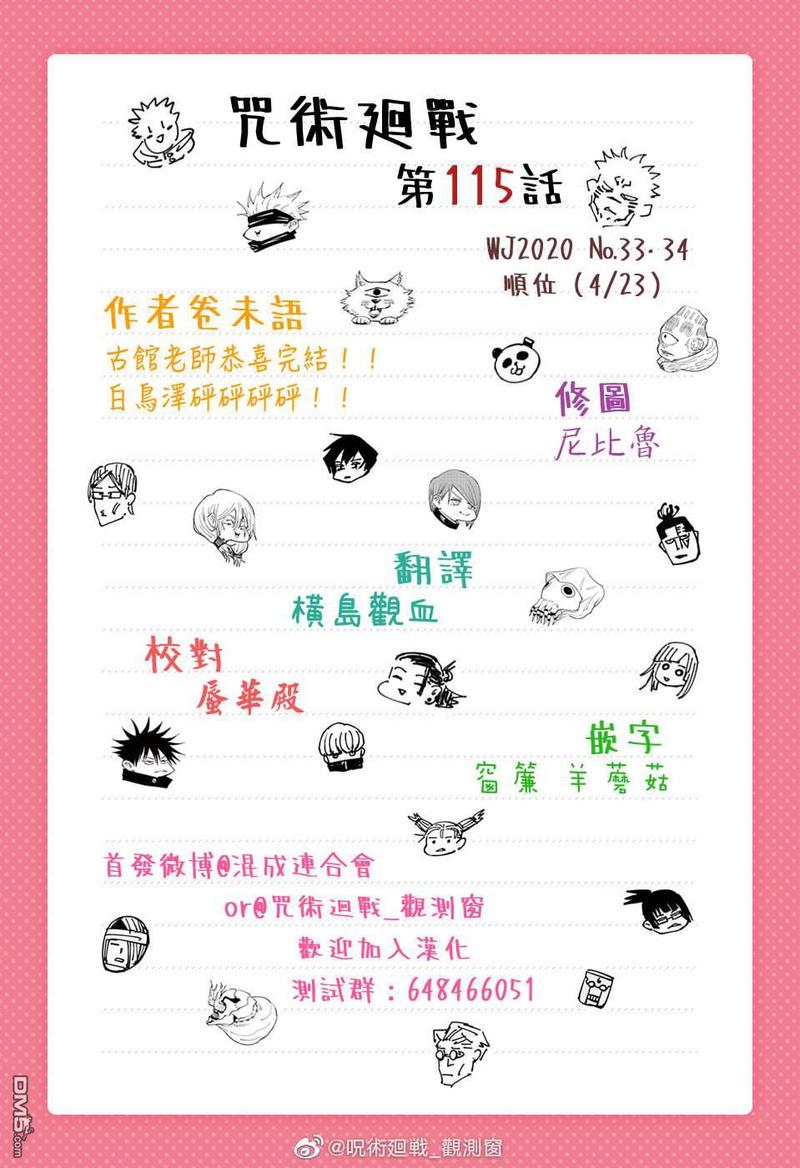 咒術廻戰
第115話
WJ2020 No.33·34
順位 (4/23)
作者卷末語
古館老師恭喜完結！！
白鳥澤砰砰砰砰！！
修圖
尼比魯
翻譯
橫島觀血
校對
蜃華殿
嵌字
窗簾 羊蘑菇
首發微博@混成連合會
or@咒術迴戰_觀測窗
歡迎加入漢化
測試群：648466051
DM5.com
@呪術廻戦_觀測窗